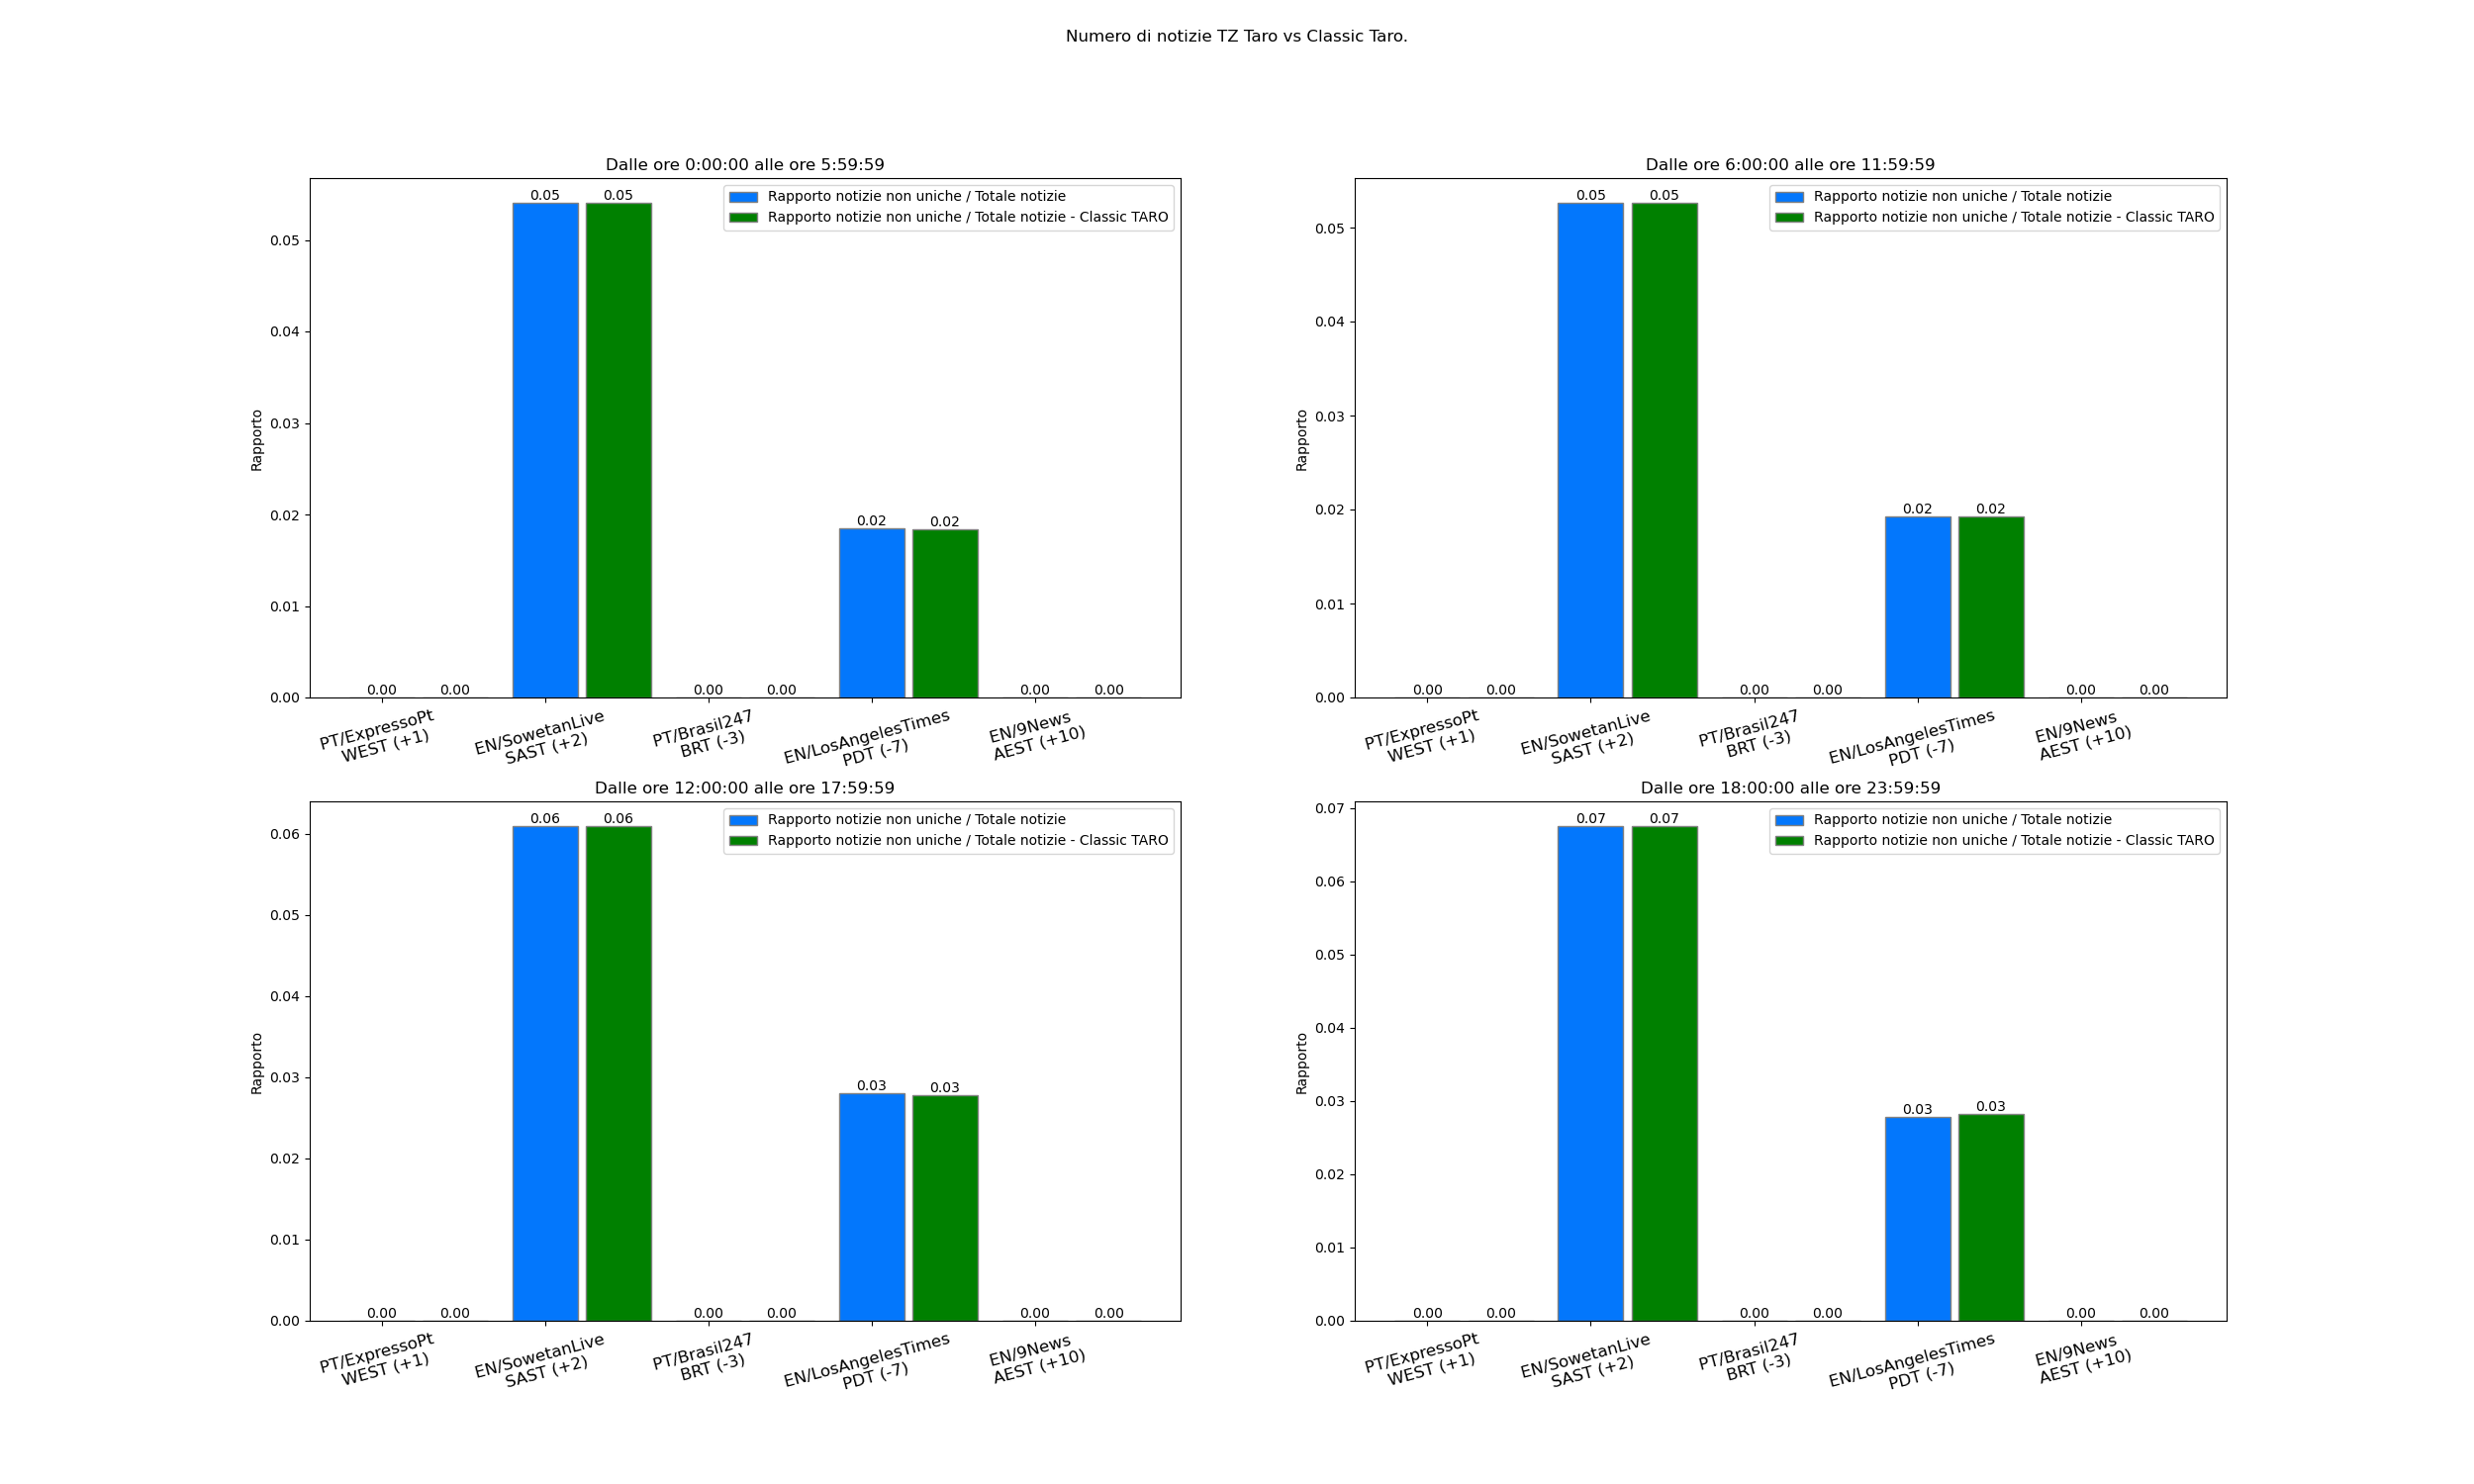 Numero di notizie TZ Taro vs Classic Taro.
Dalle ore 0:00:00 alle ore 5:59:59
Rapporto notizie non uniche / Totale notizie
Rapporto notizie non uniche / Totale notizie - Classic TARO
Rapporto
0.05
0.04
0.03
0.02
0.01
0.00
0.00 0.00 0.05 0.05 0.00 0.00 0.02 0.02 0.00 0.00
PT/ExpressoPt
WEST (+1)
EN/SowetanLive
SAST (+2)
PT/Brasil247
BRT (-3)
EN/LosAngelesTimes
PDT (-7)
EN/9News
AEST (+10)
Dalle ore 6:00:00 alle ore 11:59:59
Rapporto notizie non uniche / Totale notizie
Rapporto notizie non uniche / Totale notizie - Classic TARO
Rapporto
0.05
0.04
0.03
0.02
0.01
0.00
0.00 0.00 0.05 0.05 0.00 0.00 0.02 0.02 0.00 0.00
PT/ExpressoPt
WEST (+1)
EN/SowetanLive
SAST (+2)
PT/Brasil247
BRT (-3)
EN/LosAngelesTimes
PDT (-7)
EN/9News
AEST (+10)
Dalle ore 12:00:00 alle ore 17:59:59
Rapporto notizie non uniche / Totale notizie
Rapporto notizie non uniche / Totale notizie - Classic TARO
Rapporto
0.06
0.05
0.04
0.03
0.02
0.01
0.00
0.00 0.00 0.06 0.06 0.00 0.00 0.03 0.03 0.00 0.00
PT/ExpressoPt
WEST (+1)
EN/SowetanLive
SAST (+2)
PT/Brasil247
BRT (-3)
EN/LosAngelesTimes
PDT (-7)
EN/9News
AEST (+10)
Dalle ore 18:00:00 alle ore 23:59:59
Rapporto notizie non uniche / Totale notizie
Rapporto notizie non uniche / Totale notizie - Classic TARO
Rapporto
0.07
0.06
0.05
0.04
0.03
0.02
0.01
0.00
0.00 0.00 0.07 0.07 0.00 0.00 0.03 0.03 0.00 0.00
PT/ExpressoPt
WEST (+1)
EN/SowetanLive
SAST (+2)
PT/Brasil247
BRT (-3)
EN/LosAngelesTimes
PDT (-7)
EN/9News
AEST (+10)